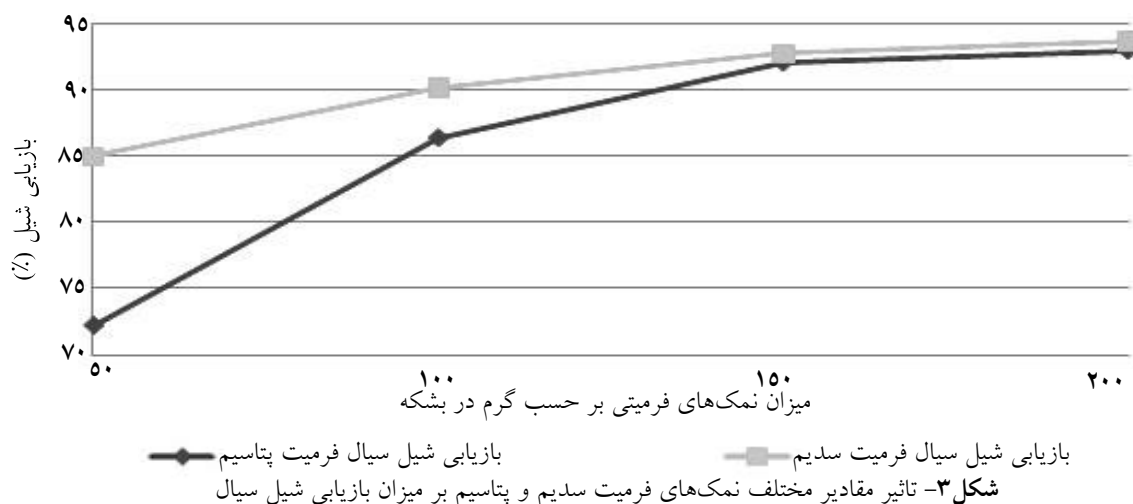 ۹۵
۹۰
۸۵
۸۰
۷۵
۷۰
بازیابی شیل (٪)
۵۰ ۱۰۰ ۱۵۰ ۲۰۰
میزان نمک‌های فرمیتی بر حسب گرم در بشکه
بازیابی شیل سیال فرمیت سدیم بازیابی شیل سیال فرمیت پتاسیم
شکل۳- تاثیر مقادیر مختلف نمک‌های فرمیت سدیم و پتاسیم بر میزان بازیابی شیل سیال